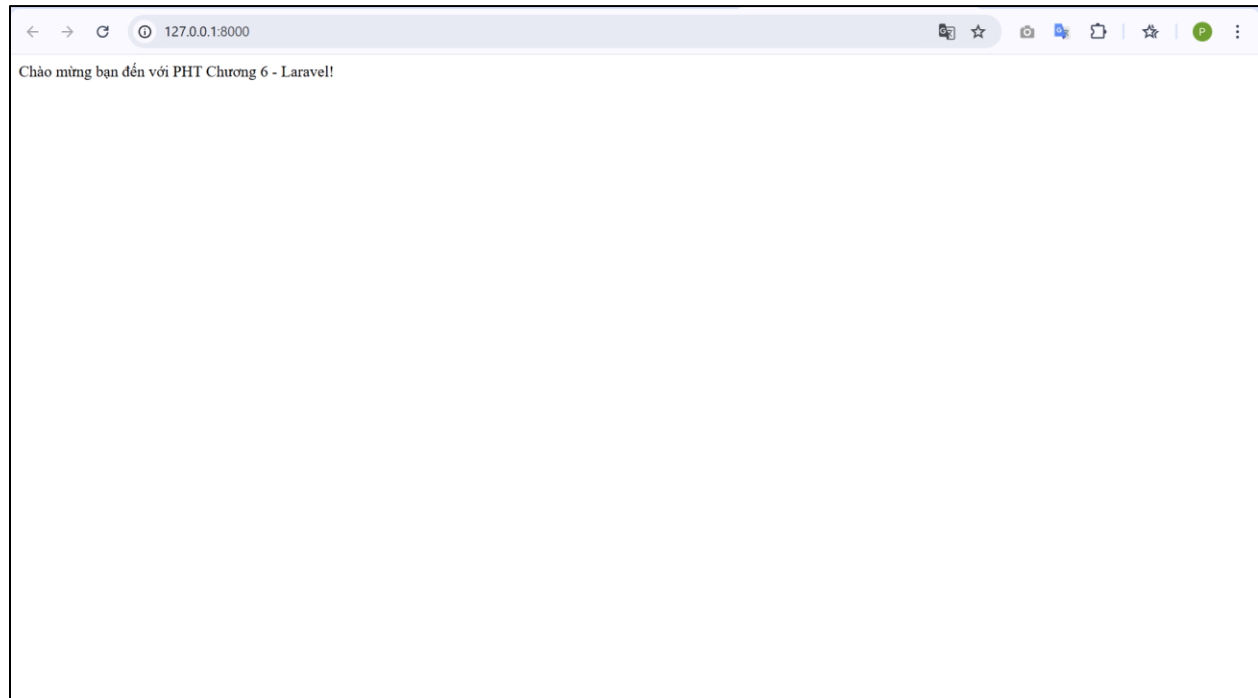 127.0.0.1:8000
P
Chào mừng bạn đến với PHT Chương 6 - Laravel!